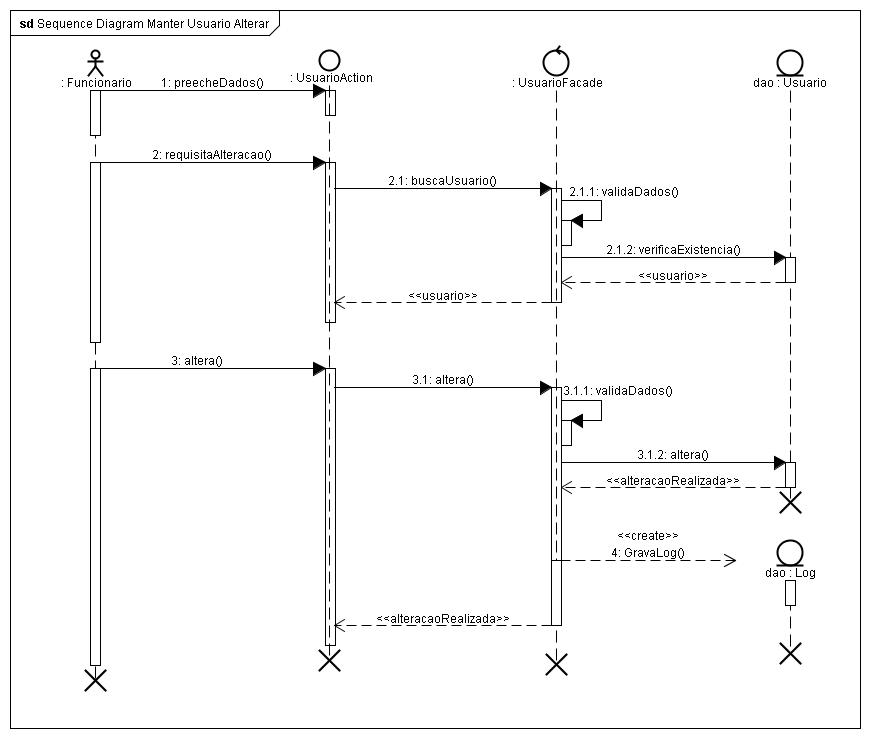 sd Sequence Diagram Manter Usuario Alterar
: Funcionario
: UsuarioAction
: UsuarioFacade
dao : Usuario
1: preecheDados()
2: requisitaAlteracao()
2.1: buscaUsuario()
2.1.1: validaDados()
2.1.2: verificaExistencia()
<<usuario>>
<<usuario>>
3: altera()
3.1: altera()
3.1.1: validaDados()
3.1.2: altera()
<<alteracaoRealizada>>
<<create>>
4: GravaLog()
dao : Log
<<alteracaoRealizada>>